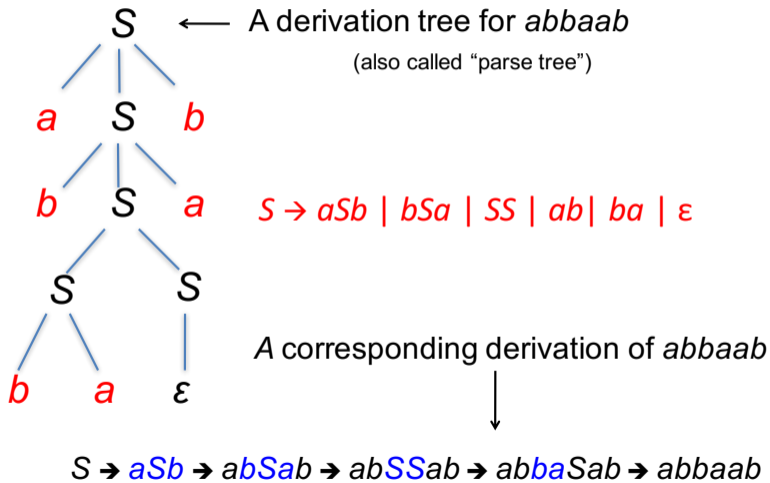 S ← A derivation tree for abbaab
(also called “parse tree”)
a S b
b S a
S → aSb | bSa | SS | ab| ba | ε
S S
A corresponding derivation of abbaab
b a ε
S → aSb → abSab → abSSab → abbaSab → abbaab